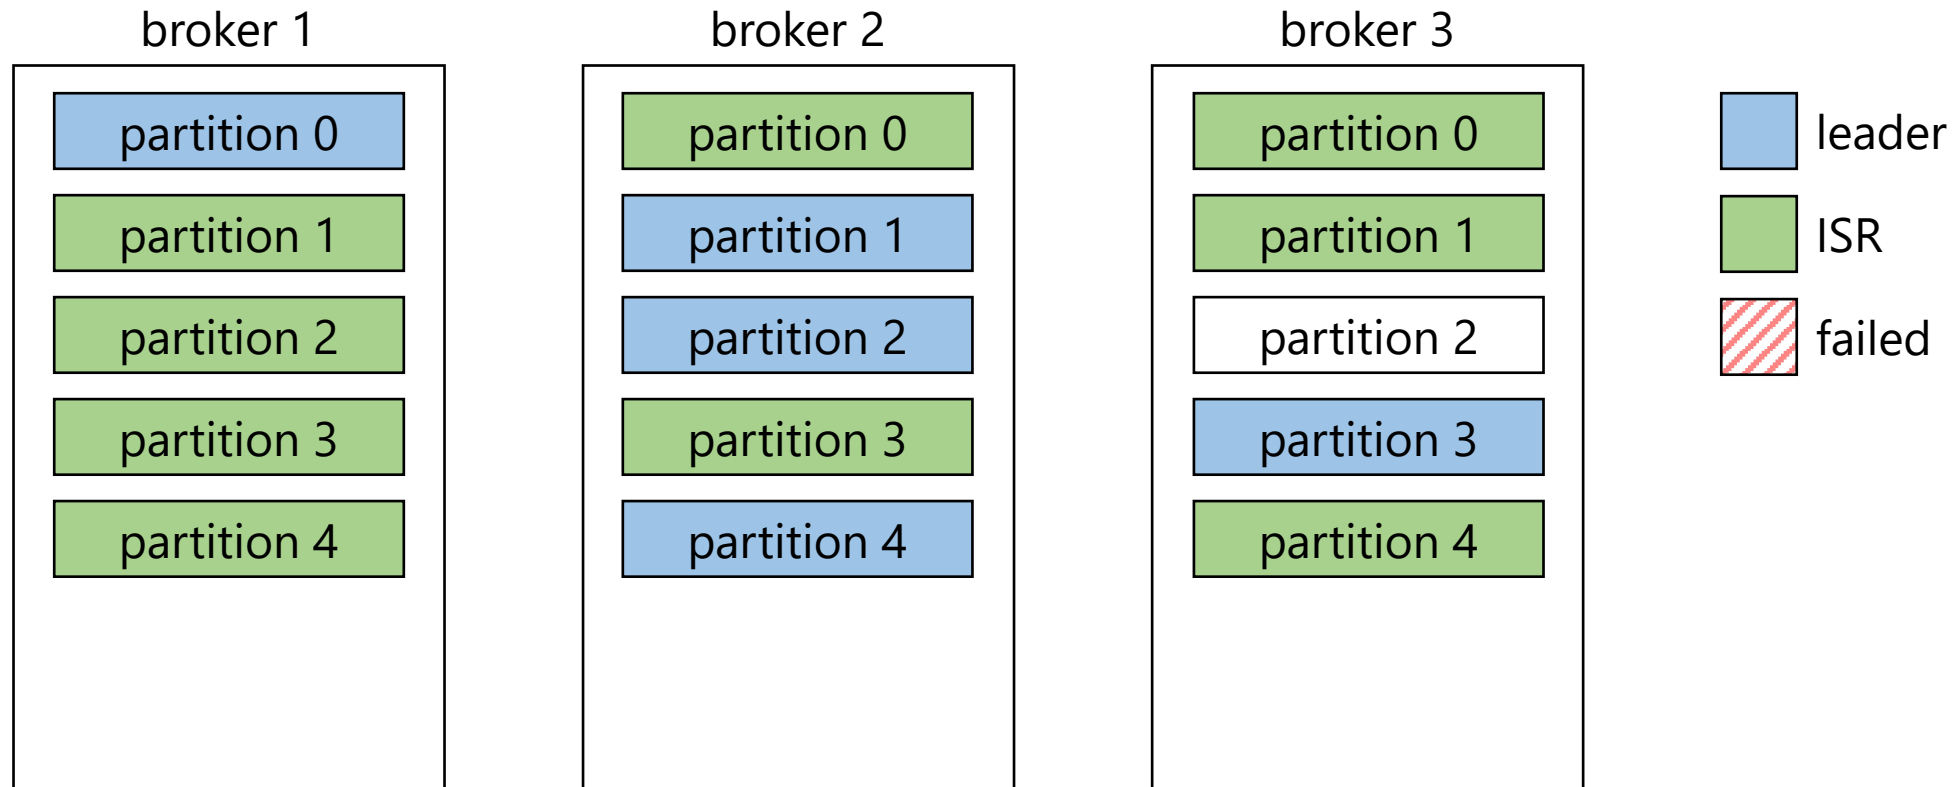 broker 1
partition 0
partition 1
partition 2
partition 3
partition 4
broker 2
partition 0
partition 1
partition 2
partition 3
partition 4
broker 3
partition 0
partition 1
partition 2
partition 3
partition 4
leader
ISR
failed